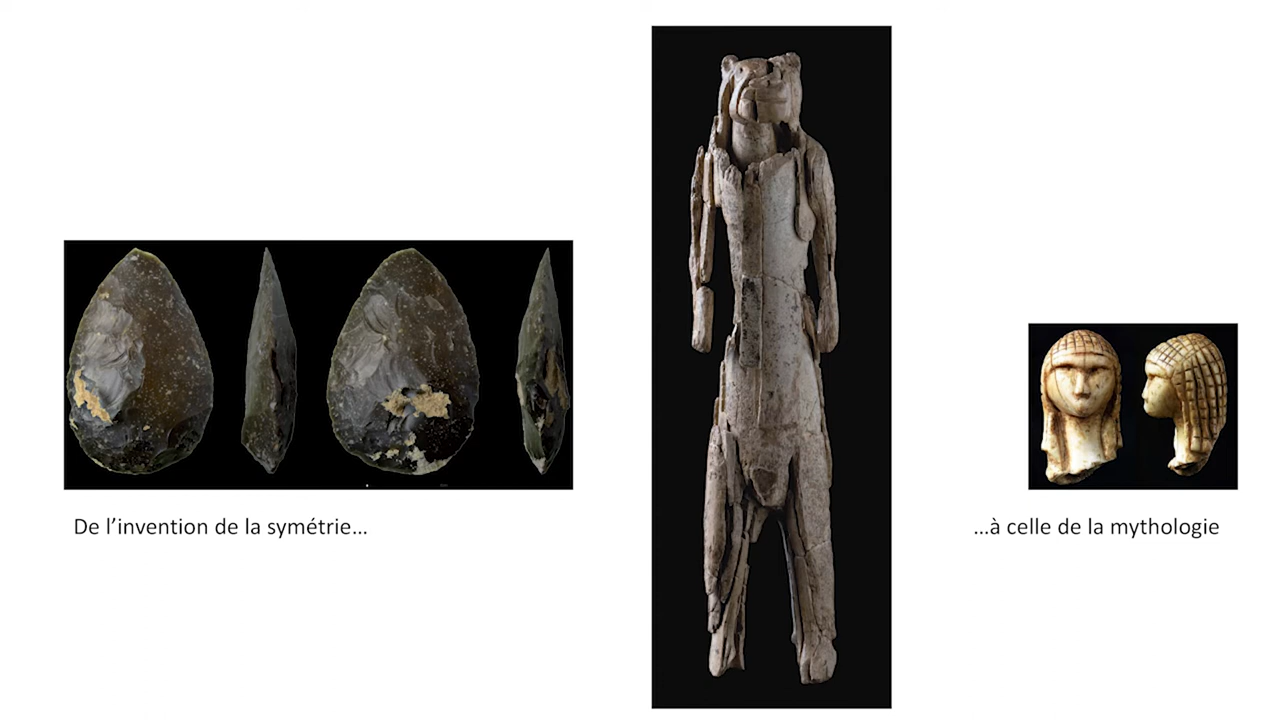 De l’invention de la symétrie…
…à celle de la mythologie